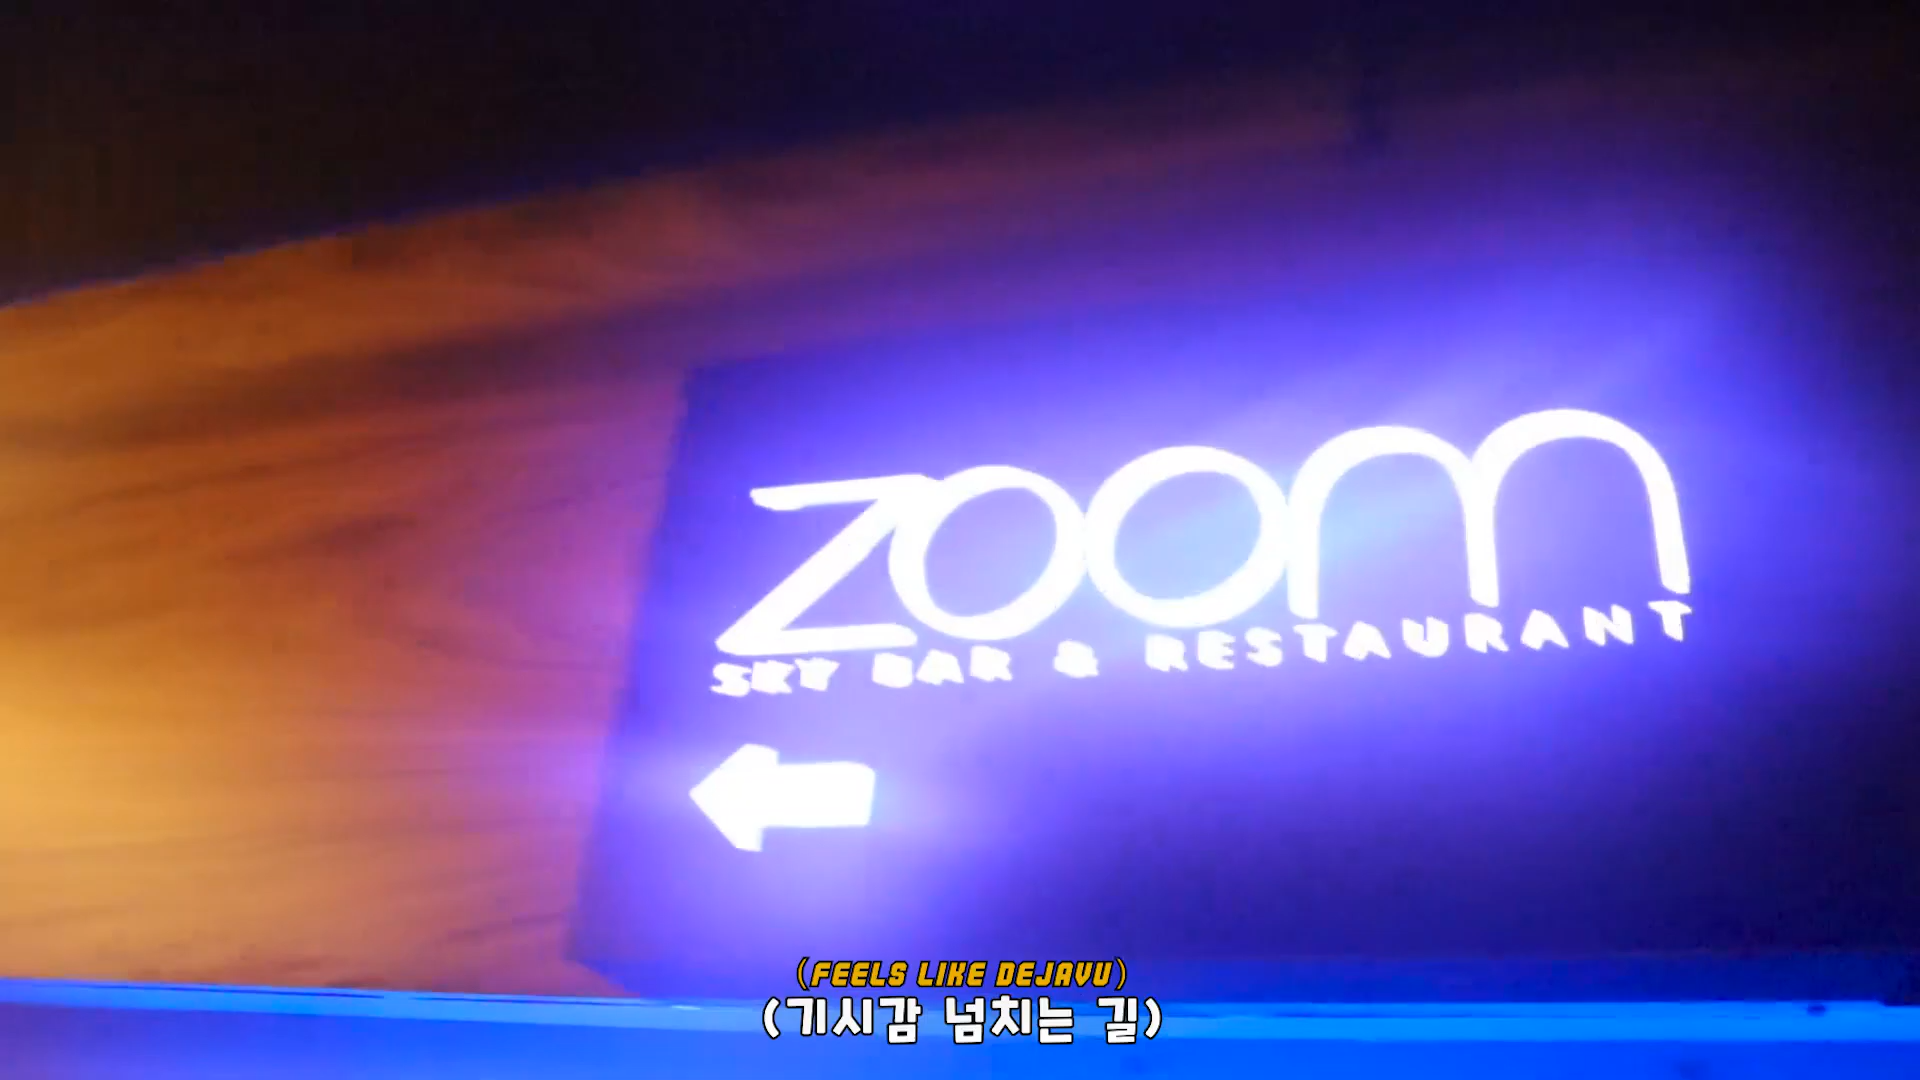 zoom
SKY BAR & RESTAURANT
(FEELS LIKE DEJAVU)
(기시감 넘치는 길)